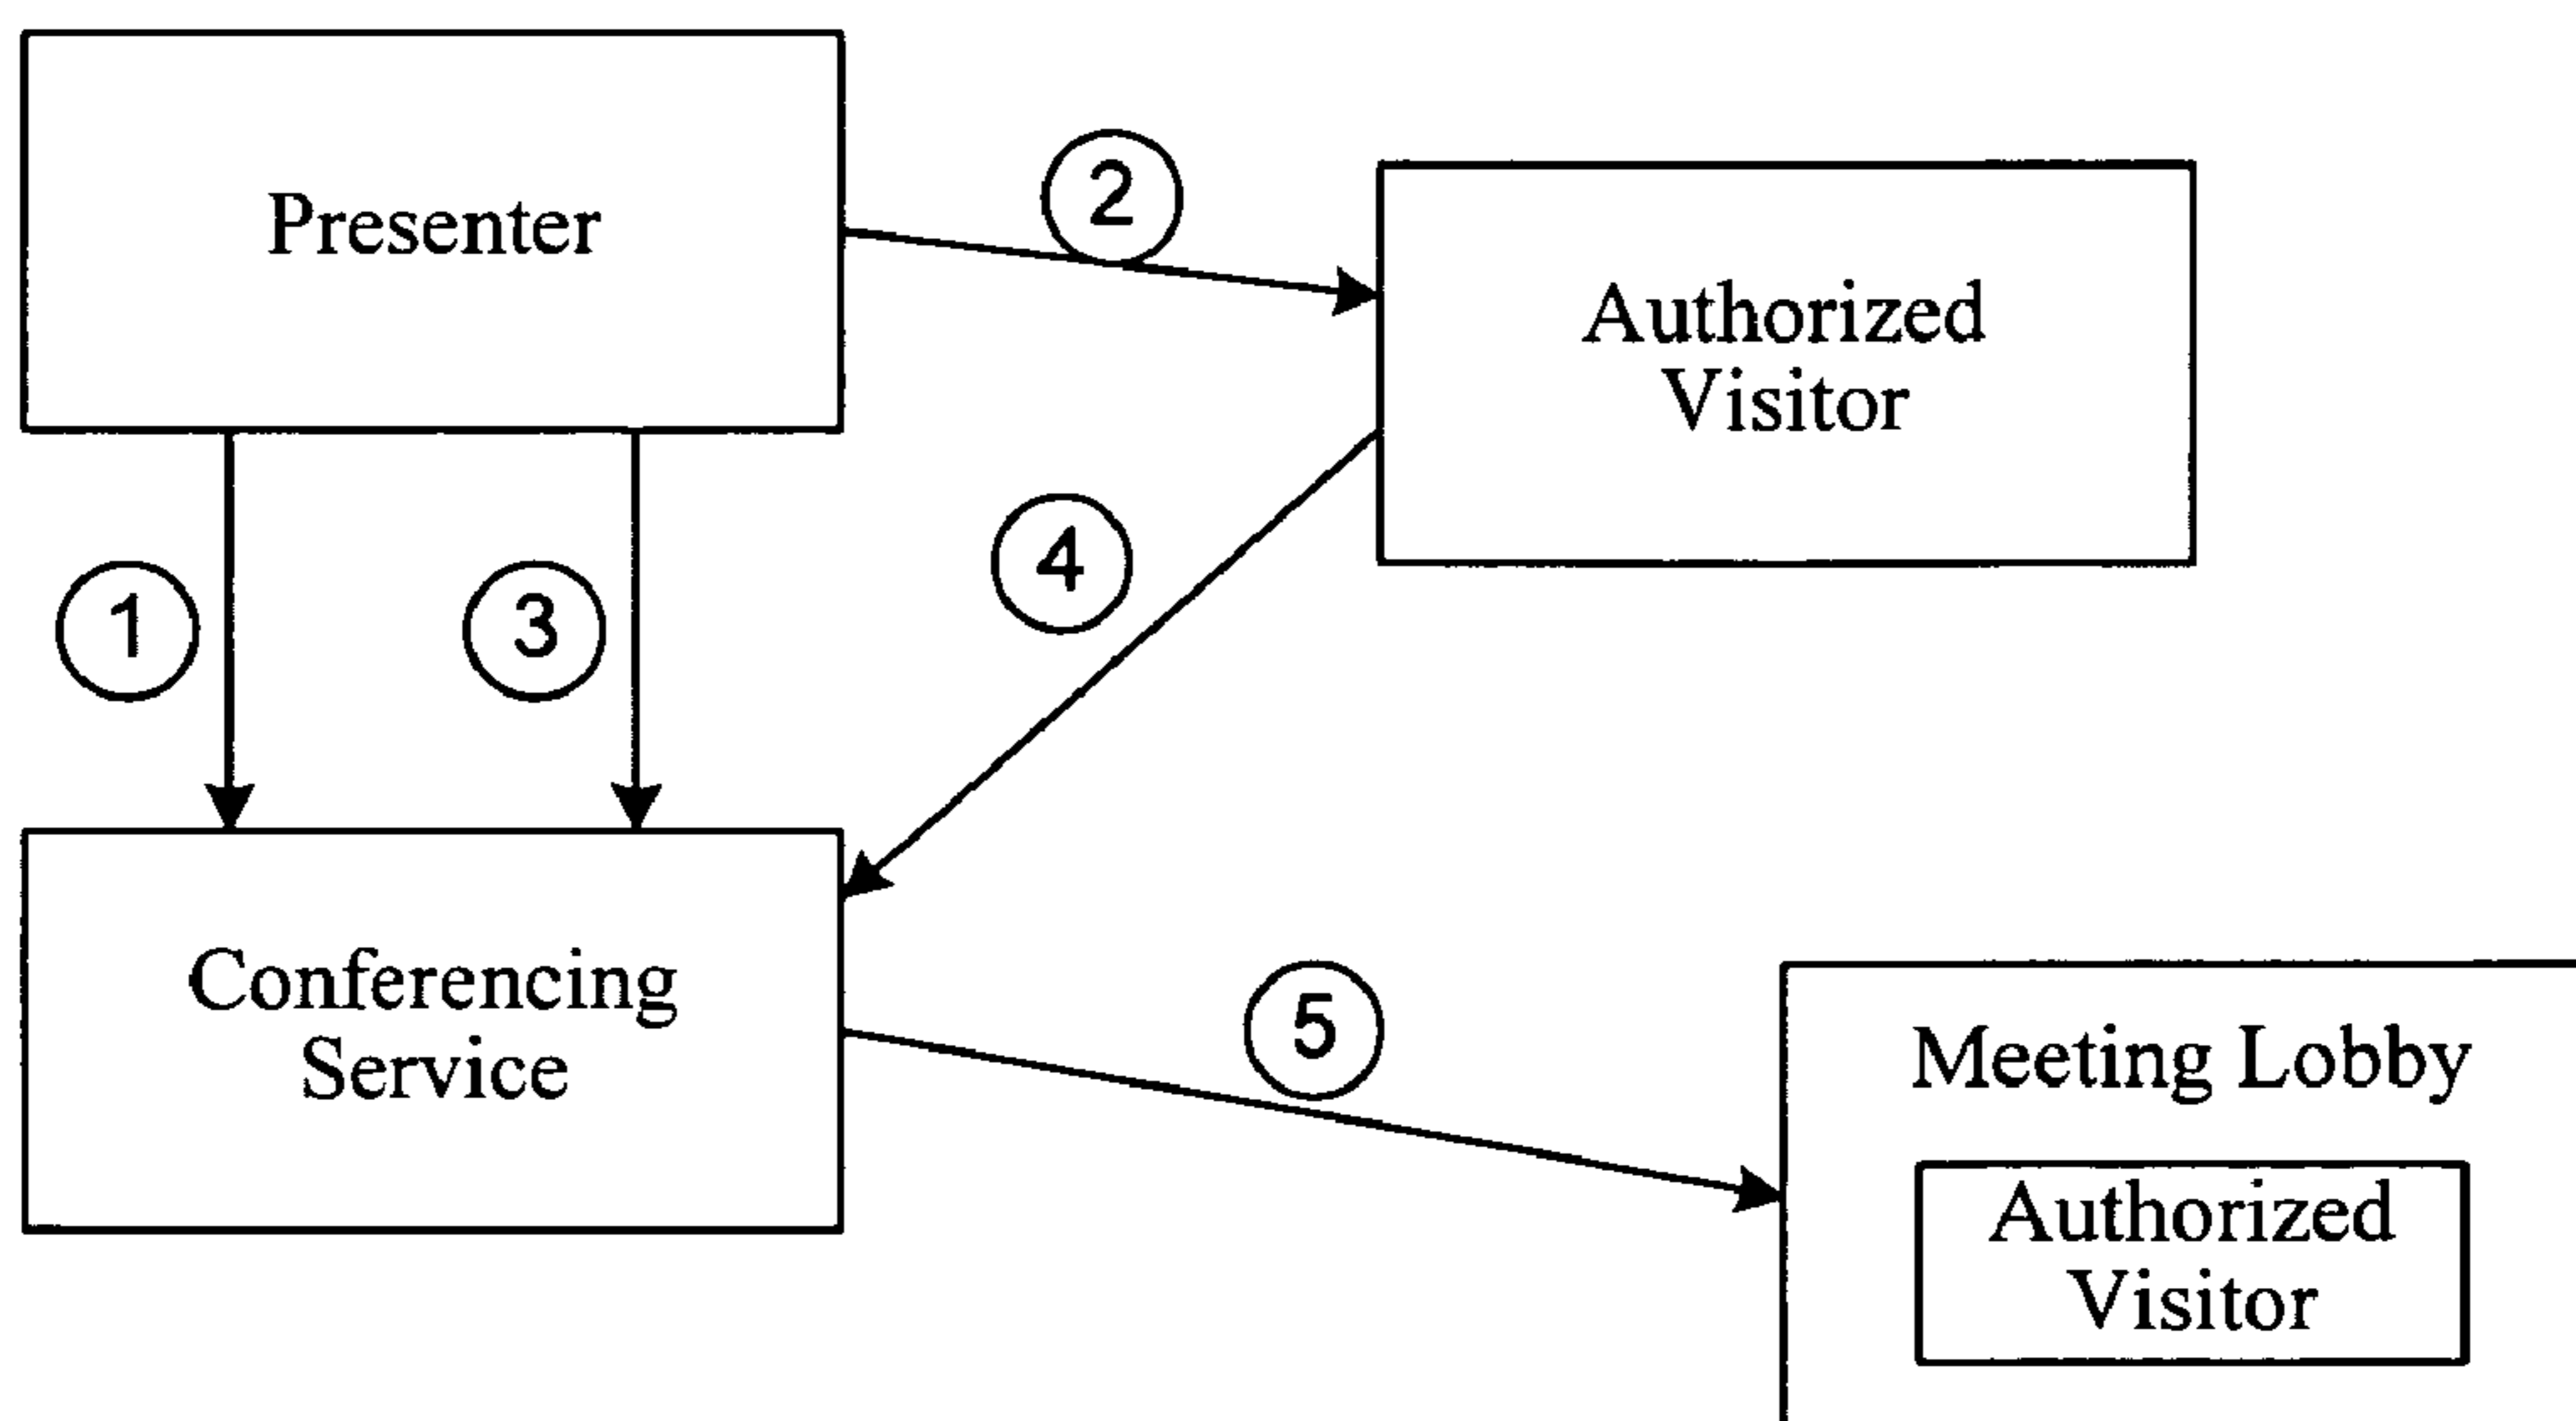 Presenter
2
Authorized
Visitor
1
3
4
Conferencing
Service
5
Meeting Lobby
Authorized
Visitor